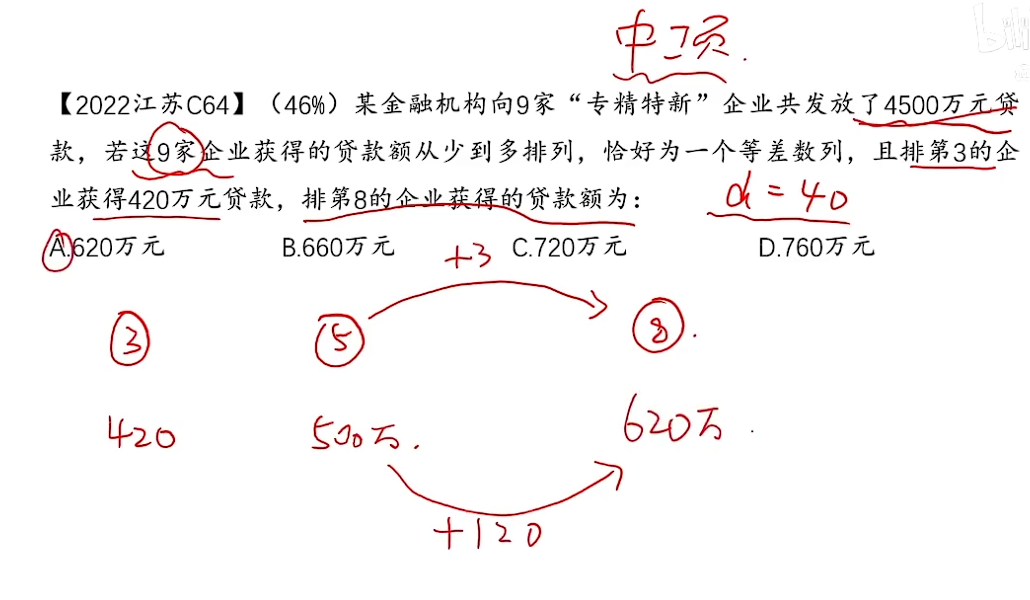 中项.
【2022江苏C64】（46%）某金融机构向9家“专精特新”企业共发放了4500万元贷
款，若这9家企业获得的贷款额从少到多排列，恰好为一个等差数列，且排第3的企
业获得420万元贷款，排第8的企业获得的贷款额为：
d=40
A.620万元 B.660万元 C.720万元 D.760万元
+3
③ ⑤ ⑧.
420 500万. 620万.
+120